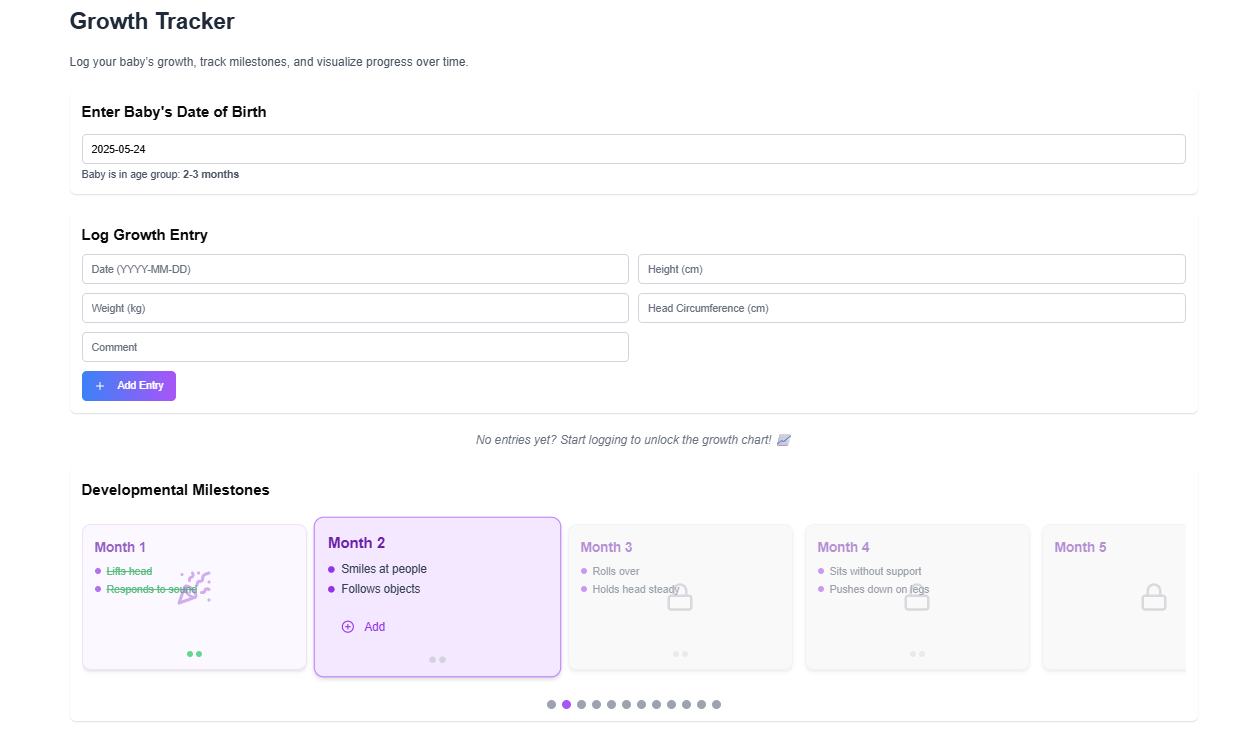 Growth Tracker
Log your baby's growth, track milestones, and visualize progress over time.
Enter Baby's Date of Birth
2025-05-24
Baby is in age group: 2-3 months
Log Growth Entry
Date (YYYY-MM-DD)
Height (cm)
Weight (kg)
Head Circumference (cm)
Comment
+ Add Entry
No entries yet? Start logging to unlock the growth chart! 📈
Developmental Milestones
Month 1
Lifts head
Responds to sound
Month 2
Smiles at people
Follows objects
Add
Month 3
Rolls over
Holds head steady
Month 4
Sits without support
Pushes down on legs
Month 5